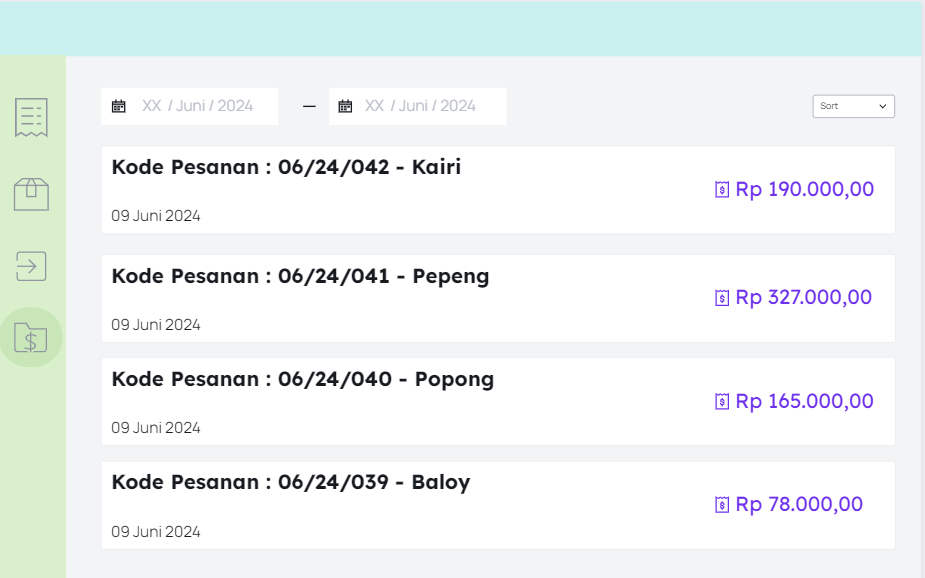 XX / Juni / 2024 — XX / Juni / 2024 Sort
Kode Pesanan : 06/24/042 - Kairi
Rp 190.000,00
09 Juni 2024
Kode Pesanan : 06/24/041 - Pepeng
Rp 327.000,00
09 Juni 2024
Kode Pesanan : 06/24/040 - Popong
Rp 165.000,00
09 Juni 2024
Kode Pesanan : 06/24/039 - Baloy
Rp 78.000,00
09 Juni 2024